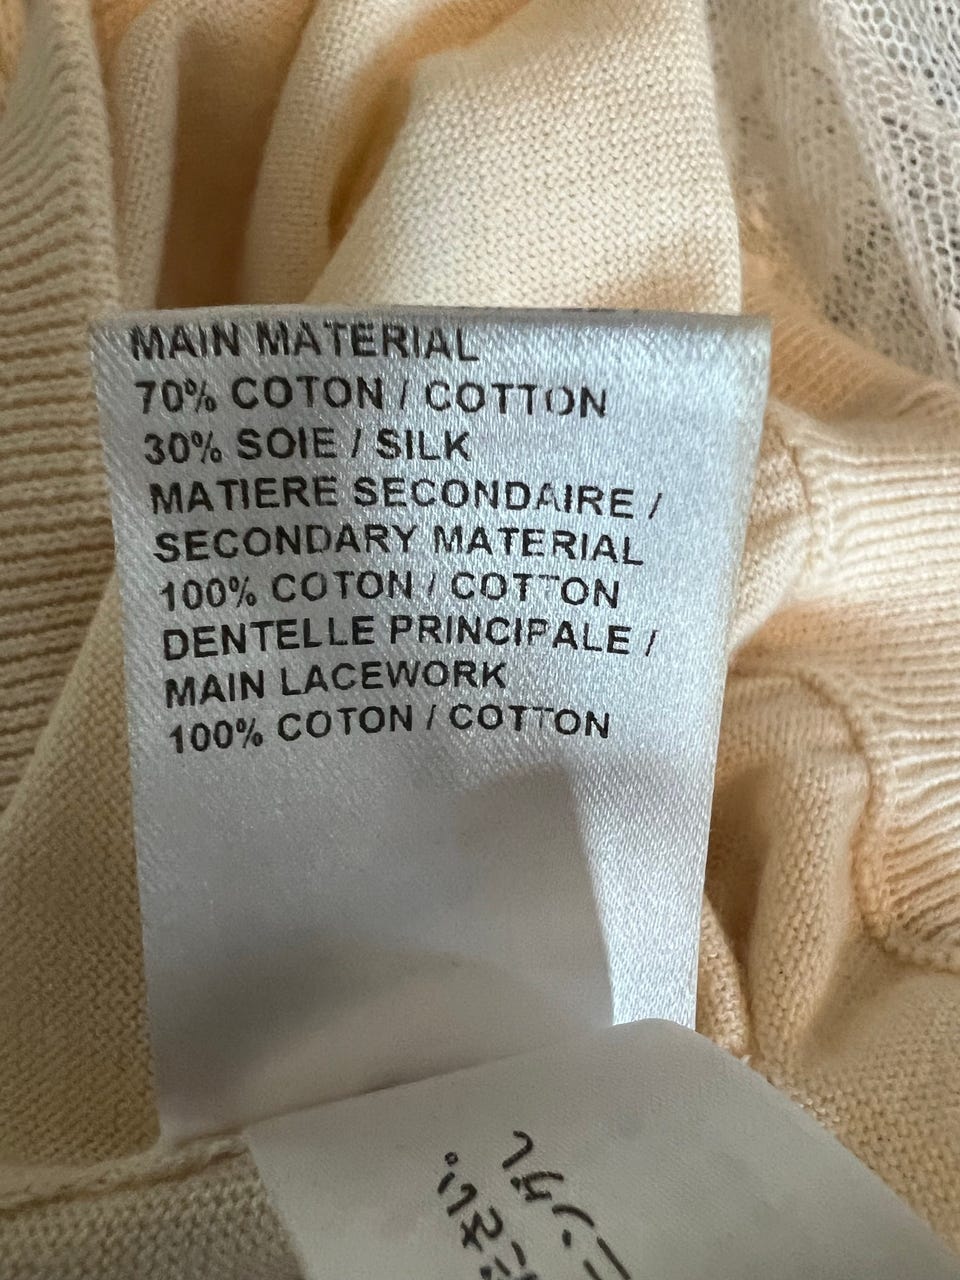 MAIN MATERIAL
70% COTON / COTTON
30% SOIE / SILK
MATIERE SECONDAIRE /
SECONDARY MATERIAL
100% COTON / COTTON
DENTELLE PRINCIPALE /
MAIN LACEWORK
100% COTON / COTTON